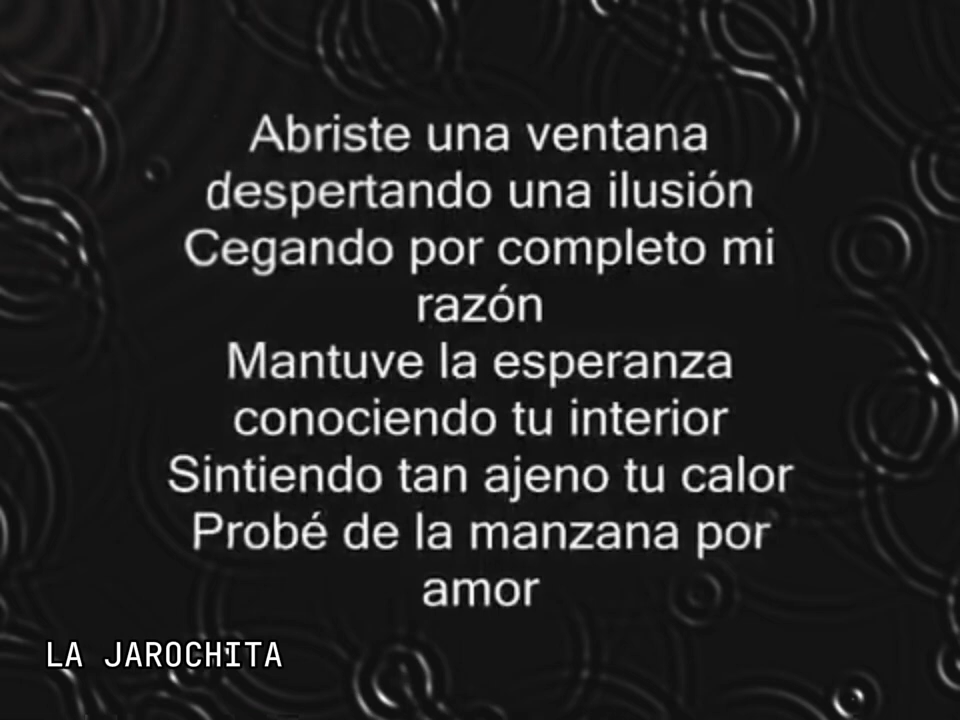 Abriste una ventana
despertando una ilusión
Cegando por completo mi
razón
Mantuve la esperanza
conociendo tu interior
Sintiendo tan ajeno tu calor
Probé de la manzana por
amor
LA JAROCHITA